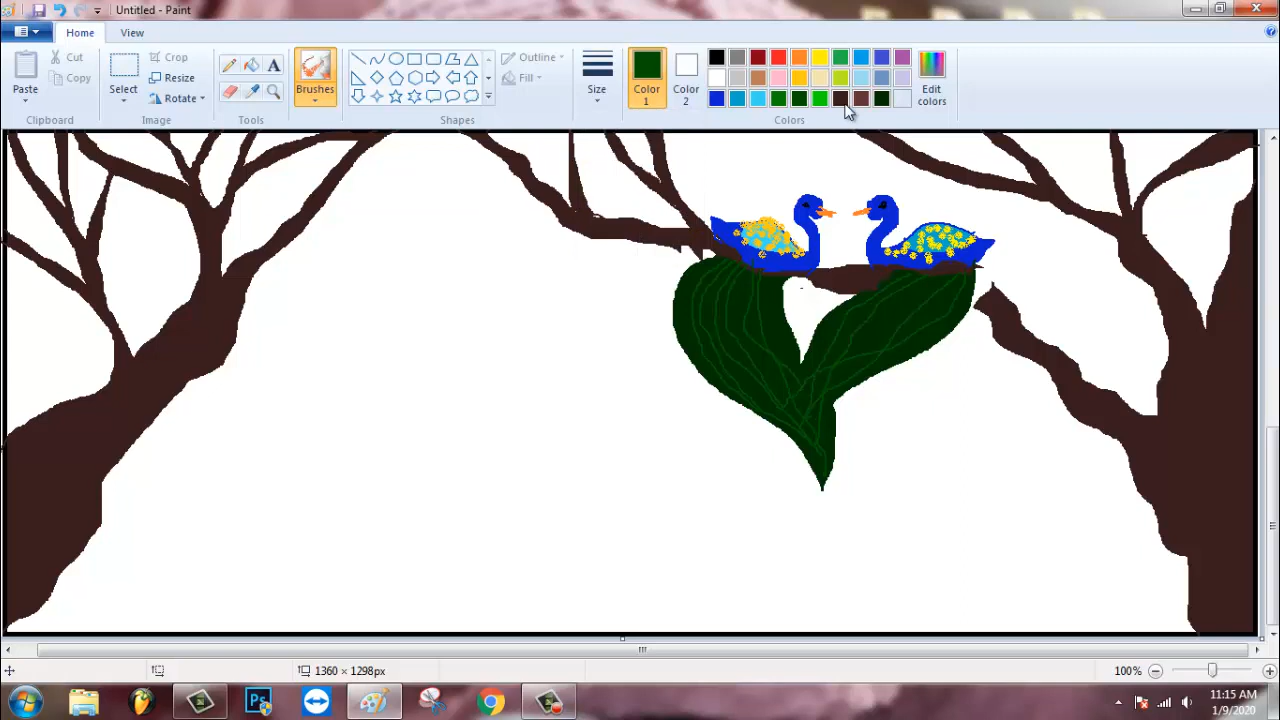 Untitled - Paint
Home View
Paste
Cut
Copy
Clipboard
Select
Crop
Resize
Rotate
Image
A
Tools
Brushes
Outline
Fill
Shapes
Size
Color 1
Color 2
Colors
Edit colors
1360 × 1298px
100%
Ps
11:15 AM
1/9/2020